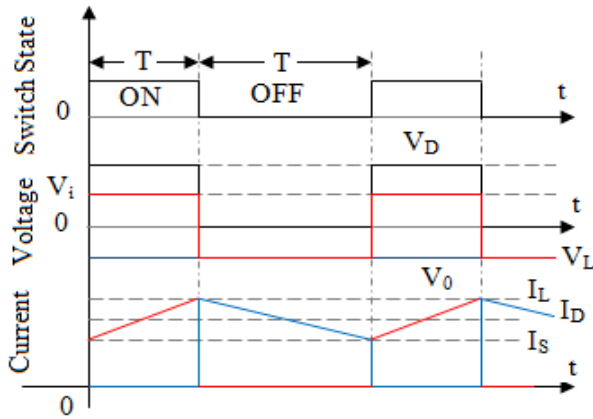 Switch State
T
T
ON
OFF
0
t
V_D
Voltage
V_i
0
t
V_L
V_0
Current
I_L
I_D
I_S
t
0